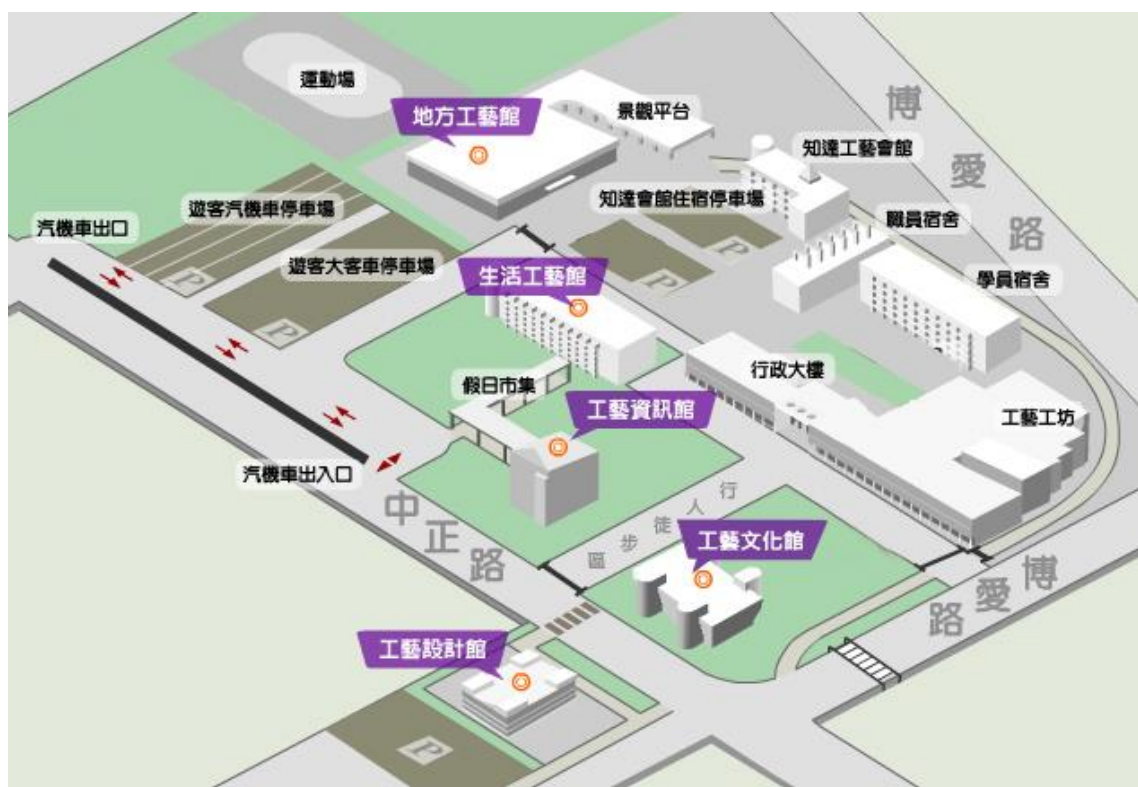 運動場
地方工藝館
景觀平台
博愛路
知達工藝會館
遊客汽機車停車場
知達會館住宿停車場
職員宿舍
汽機車出口
遊客大客車停車場
P
P
P
P
生活工藝館
學員宿舍
行政大樓
假日市集
工藝資訊館
工藝工坊
汽機車出入口
中正路
行人徒步區
工藝文化館
博愛路
工藝設計館
P